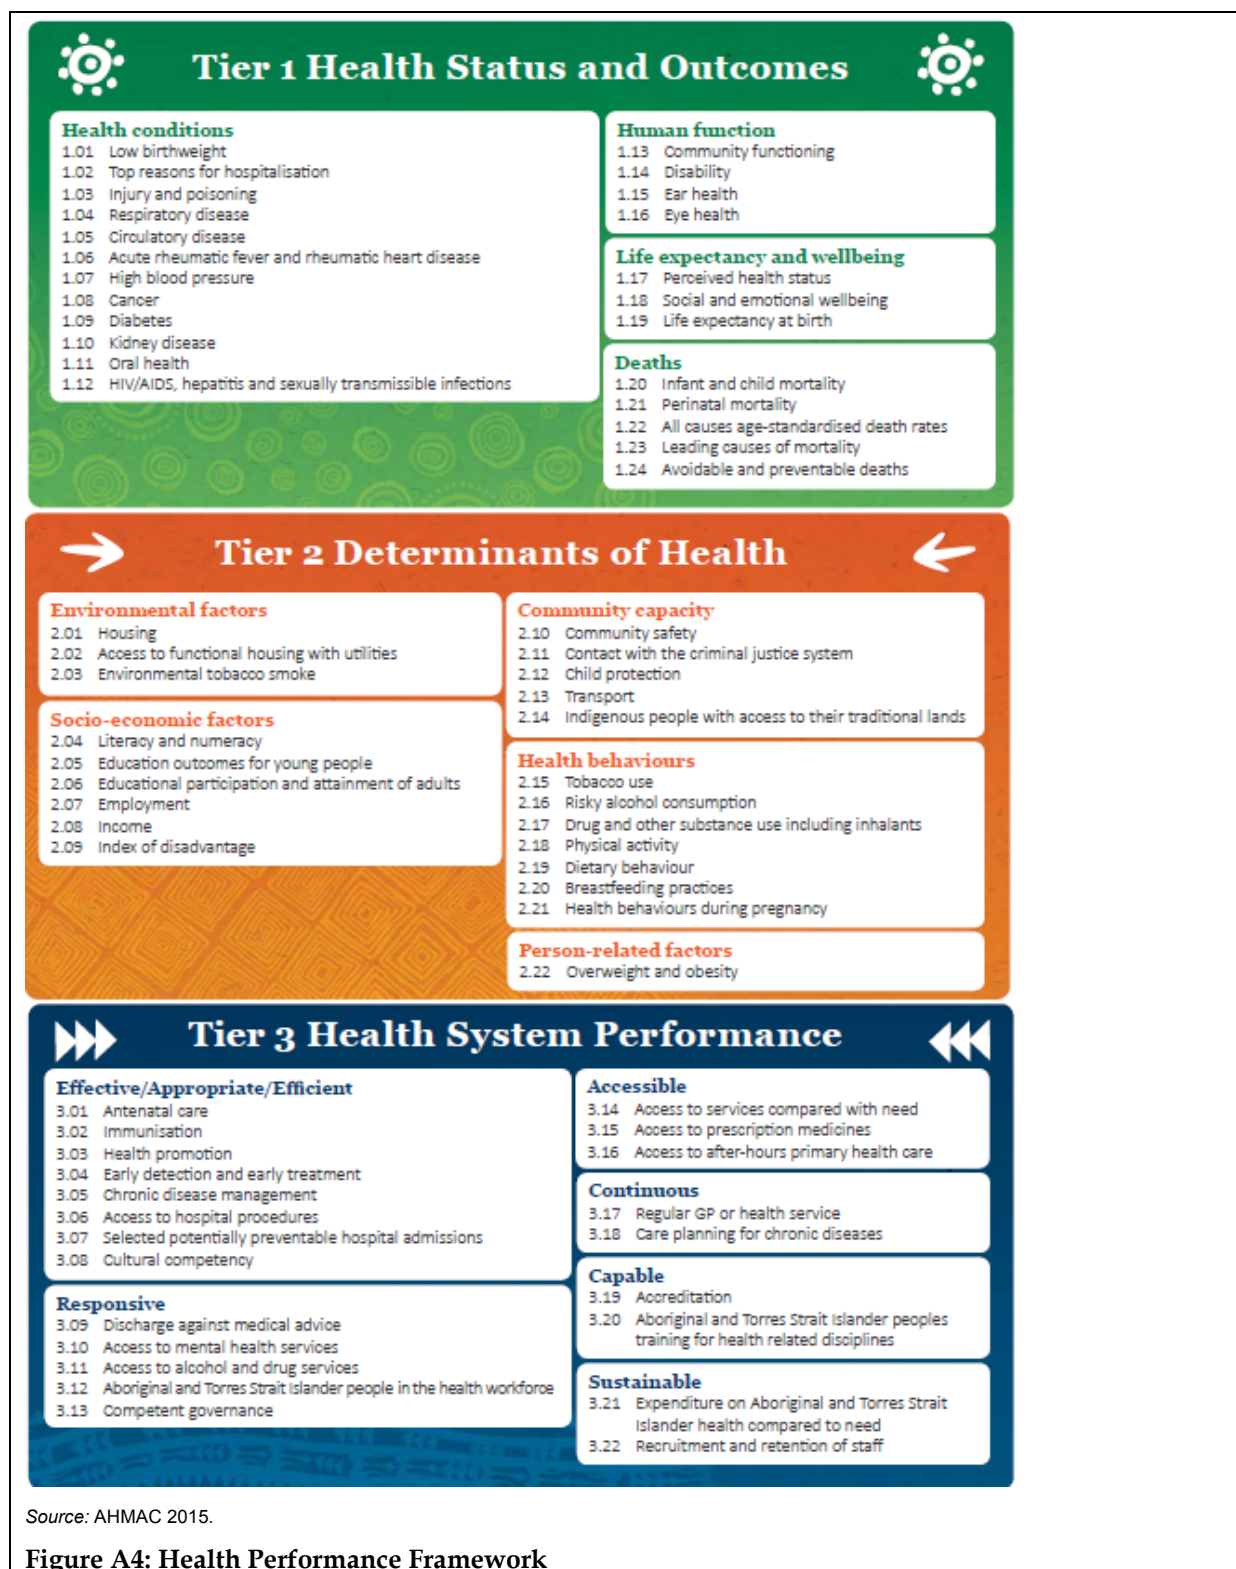 Tier 1 Health Status and Outcomes
Health conditions
1.01 Low birthweight
1.02 Top reasons for hospitalisation
1.03 Injury and poisoning
1.04 Respiratory disease
1.05 Circulatory disease
1.06 Acute rheumatic fever and rheumatic heart disease
1.07 High blood pressure
1.08 Cancer
1.09 Diabetes
1.10 Kidney disease
1.11 Oral health
1.12 HIV/AIDS, hepatitis and sexually transmissible infections
Human function
1.13 Community functioning
1.14 Disability
1.15 Ear health
1.16 Eye health
Life expectancy and wellbeing
1.17 Perceived health status
1.18 Social and emotional wellbeing
1.19 Life expectancy at birth
Deaths
1.20 Infant and child mortality
1.21 Perinatal mortality
1.22 All causes age-standardised death rates
1.23 Leading causes of mortality
1.24 Avoidable and preventable deaths
Tier 2 Determinants of Health
Environmental factors
2.01 Housing
2.02 Access to functional housing with utilities
2.03 Environmental tobacco smoke
Socio-economic factors
2.04 Literacy and numeracy
2.05 Education outcomes for young people
2.06 Educational participation and attainment of adults
2.07 Employment
2.08 Income
2.09 Index of disadvantage
Community capacity
2.10 Community safety
2.11 Contact with the criminal justice system
2.12 Child protection
2.13 Transport
2.14 Indigenous people with access to their traditional lands
Health behaviours
2.15 Tobacco use
2.16 Risky alcohol consumption
2.17 Drug and other substance use including inhalants
2.18 Physical activity
2.19 Dietary behaviour
2.20 Breastfeeding practices
2.21 Health behaviours during pregnancy
Person-related factors
2.22 Overweight and obesity
Tier 3 Health System Performance
Effective/Appropriate/Efficient
3.01 Antenatal care
3.02 Immunisation
3.03 Health promotion
3.04 Early detection and early treatment
3.05 Chronic disease management
3.06 Access to hospital procedures
3.07 Selected potentially preventable hospital admissions
3.08 Cultural competency
Responsive
3.09 Discharge against medical advice
3.10 Access to mental health services
3.11 Access to alcohol and drug services
3.12 Aboriginal and Torres Strait Islander people in the health workforce
3.13 Competent governance
Accessible
3.14 Access to services compared with need
3.15 Access to prescription medicines
3.16 Access to after-hours primary health care
Continuous
3.17 Regular GP or health service
3.18 Care planning for chronic diseases
Capable
3.19 Accreditation
3.20 Aboriginal and Torres Strait Islander peoples
training for health related disciplines
Sustainable
3.21 Expenditure on Aboriginal and Torres Strait
Islander health compared to need
3.22 Recruitment and retention of staff
Source: AHMAC 2015.
Figure A4: Health Performance Framework